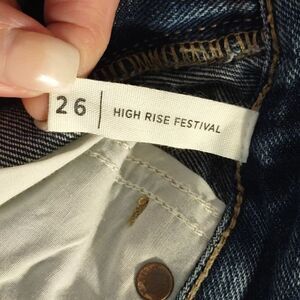 26 | HIGH RISE FESTIVAL